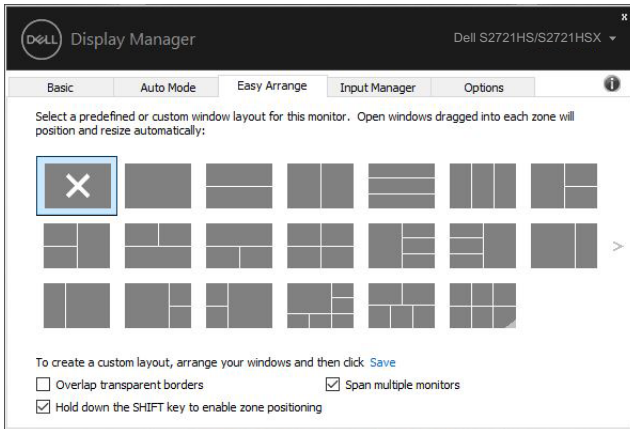 x
DELL Display Manager Dell S2721HS/S2721HSX
Basic Auto Mode Easy Arrange Input Manager Options
Select a predefined or custom window layout for this monitor. Open windows dragged into each zone will
position and resize automatically:
To create a custom layout, arrange your windows and then click Save
Overlap transparent borders Span multiple monitors
Hold down the SHIFT key to enable zone positioning